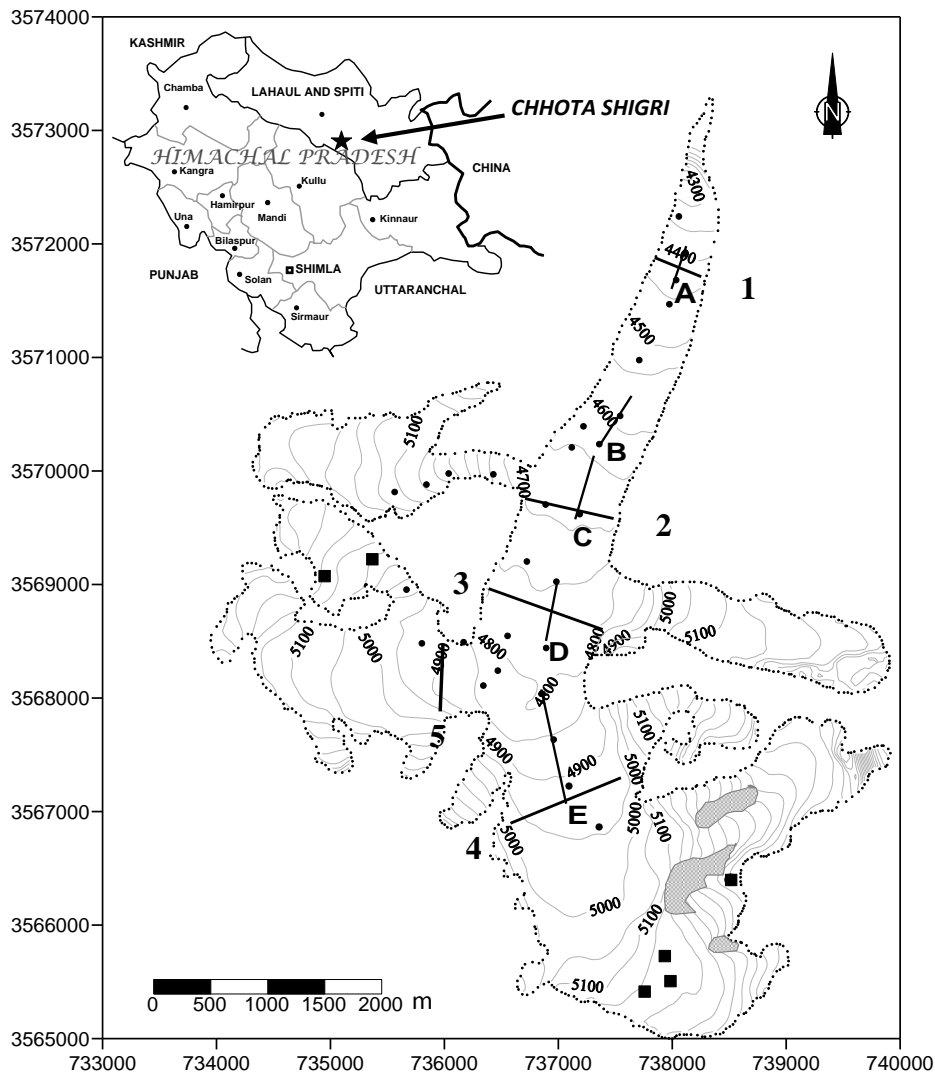 3574000
3573000
3572000
3571000
3570000
3569000
3568000
3567000
3566000
3565000
733000
734000
735000
736000
737000
738000
739000
740000
KASHMIR
Chamba
LAHAUL AND SPITI
CHHOTA SHIGRI
HIMACHAL PRADESH
CHINA
Kangra
Kullu
Hamirpur
Mandi
Una
Kinnaur
Bilaspur
PUNJAB
SHIMLA
Solan
UTTARANCHAL
Sirmaur
N
4300
4400
A
1
4500
4600
B
5100
4700
C
2
3
5000
5100
4800
4900
D
5100
5000
4900
4800
4800
5
4900
4900
5100
5000
5000
5100
E
4
5000
5000
5100
5100
0 500 1000 1500 2000 m